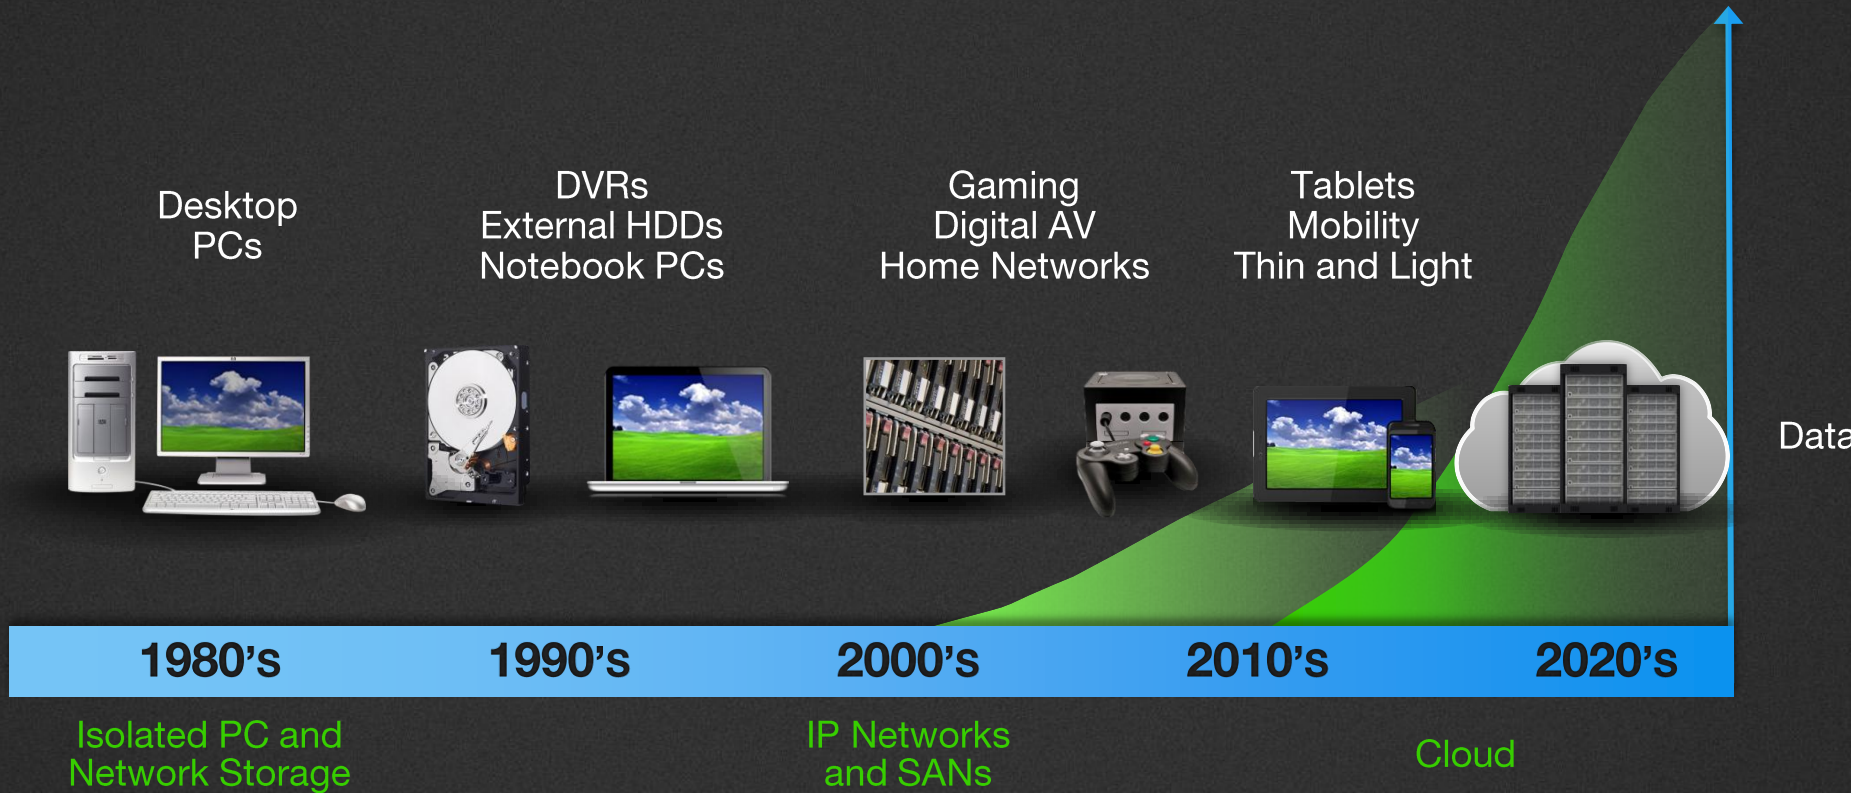 Desktop
PCs
DVRs
External HDDs
Notebook PCs
Gaming
Digital AV
Home Networks
Tablets
Mobility
Thin and Light
Data
1980’s
1990’s
2000’s
2010’s
2020’s
Isolated PC and
Network Storage
IP Networks
and SANs
Cloud